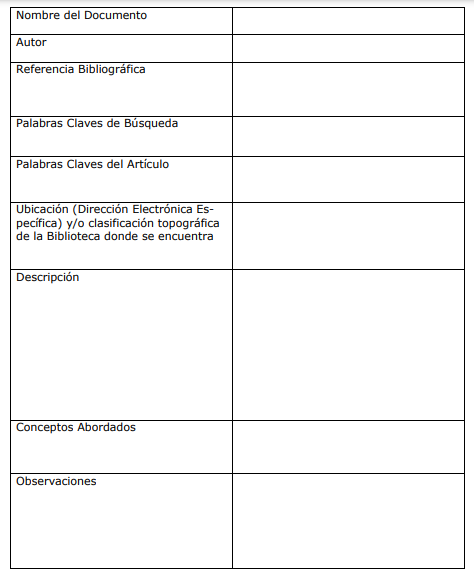 Nombre del Documento
Autor
Referencia Bibliográfica
Palabras Claves de Búsqueda
Palabras Claves del Artículo
Ubicación (Dirección Electrónica Es-
pecífica) y/o clasificación topográfica
de la Biblioteca donde se encuentra
Descripción
Conceptos Abordados
Observaciones